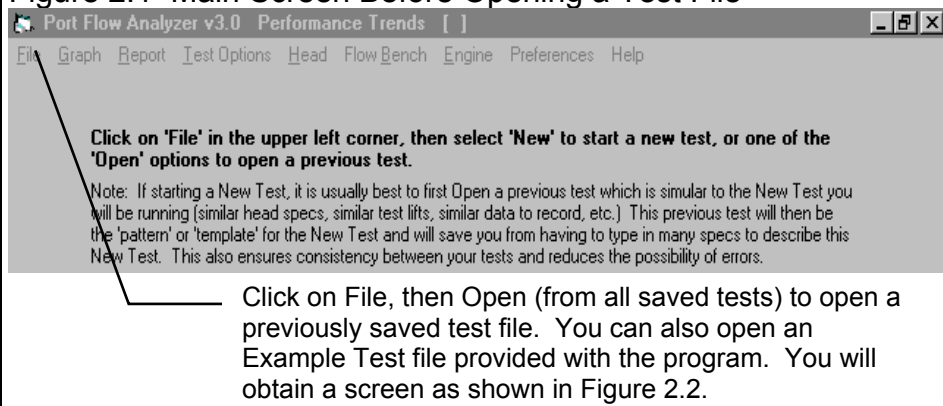 Figure 2.1 Main Screen Before Opening a Test File
Port Flow Analyzer v3.0 Performance Trends [ ]
File Graph Report Test Options Head Flow Bench Engine Preferences Help
Click on 'File' in the upper left corner, then select 'New' to start a new test, or one of the
'Open' options to open a previous test.
Note: If starting a New Test, it is usually best to first Open a previous test which is simular to the New Test you
will be running (similar head specs, similar test lifts, similar data to record, etc.) This previous test will then be
the 'pattern' or 'template' for the New Test and will save you from having to type in many specs to describe this
New Test. This also ensures consistency between your tests and reduces the possibility of errors.
Click on File, then Open (from all saved tests) to open a
previously saved test file. You can also open an
Example Test file provided with the program. You will
obtain a screen as shown in Figure 2.2.